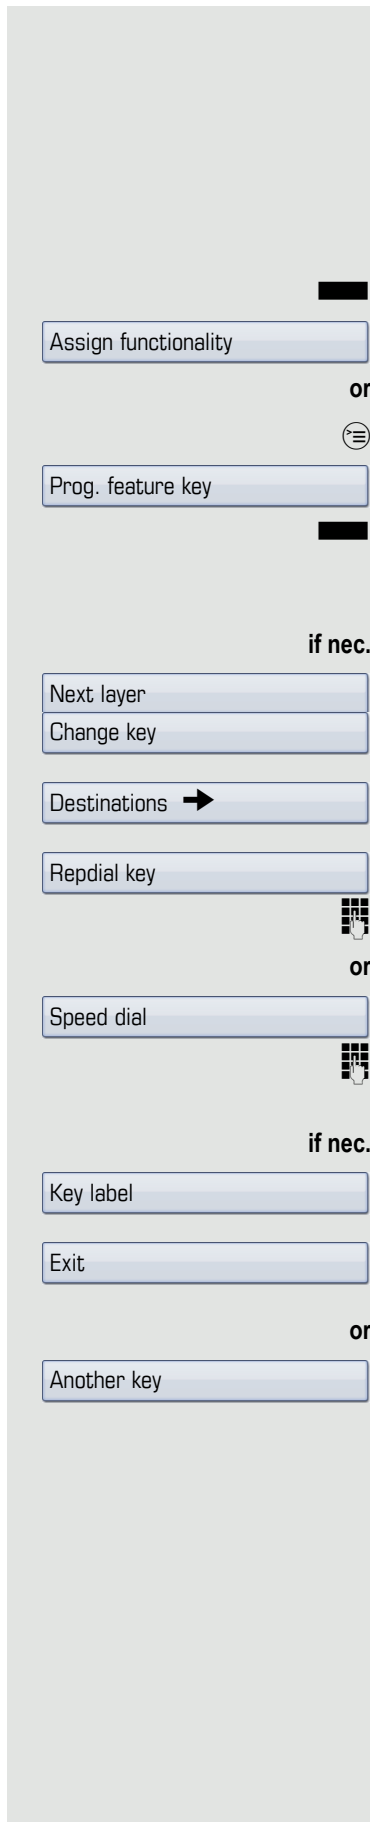 Assign functionality
or
Prog. feature key
if nec.
Next layer
Change key
Destinations
Repdial key
or
Speed dial
if nec.
Key label
Exit
or
Another key